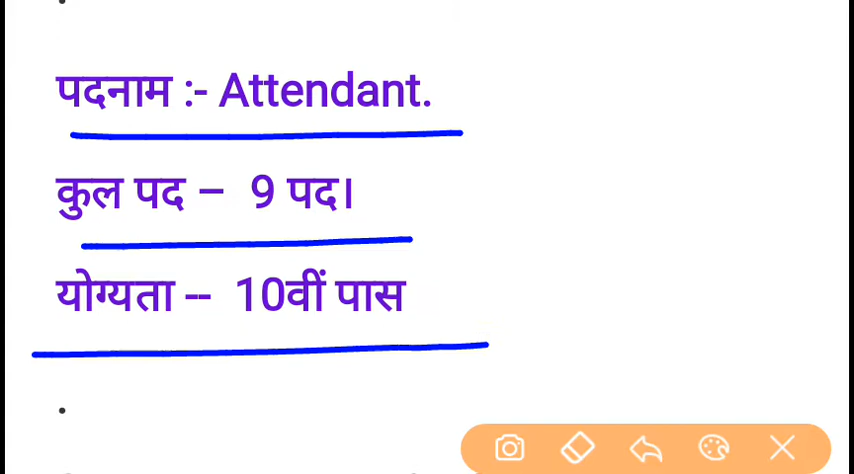 पदनाम :- Attendant.
कुल पद – 9 पद।
योग्यता -- 10वीं पास